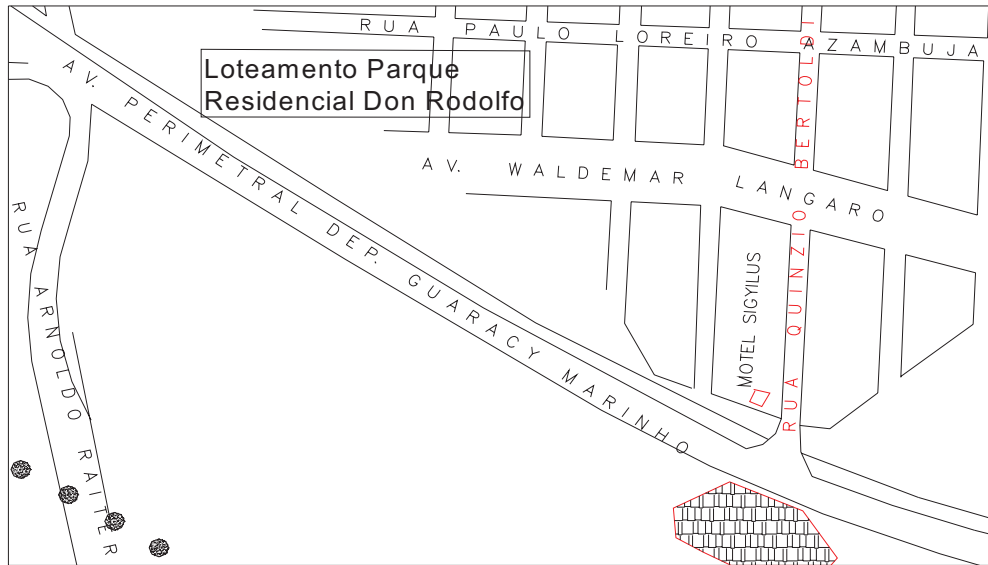 RUA PAULO LOREIRO AZAMBUJA
Loteamento Parque
Residencial Don Rodolfo
AV. PERIMETRAL DEP. GUARACY MARINHO
AV. WALDEMAR LANGARO
RUA QUINZIO BERTOLDI
RUA ARNOLDO RAITER
MOTEL SIGYILUS